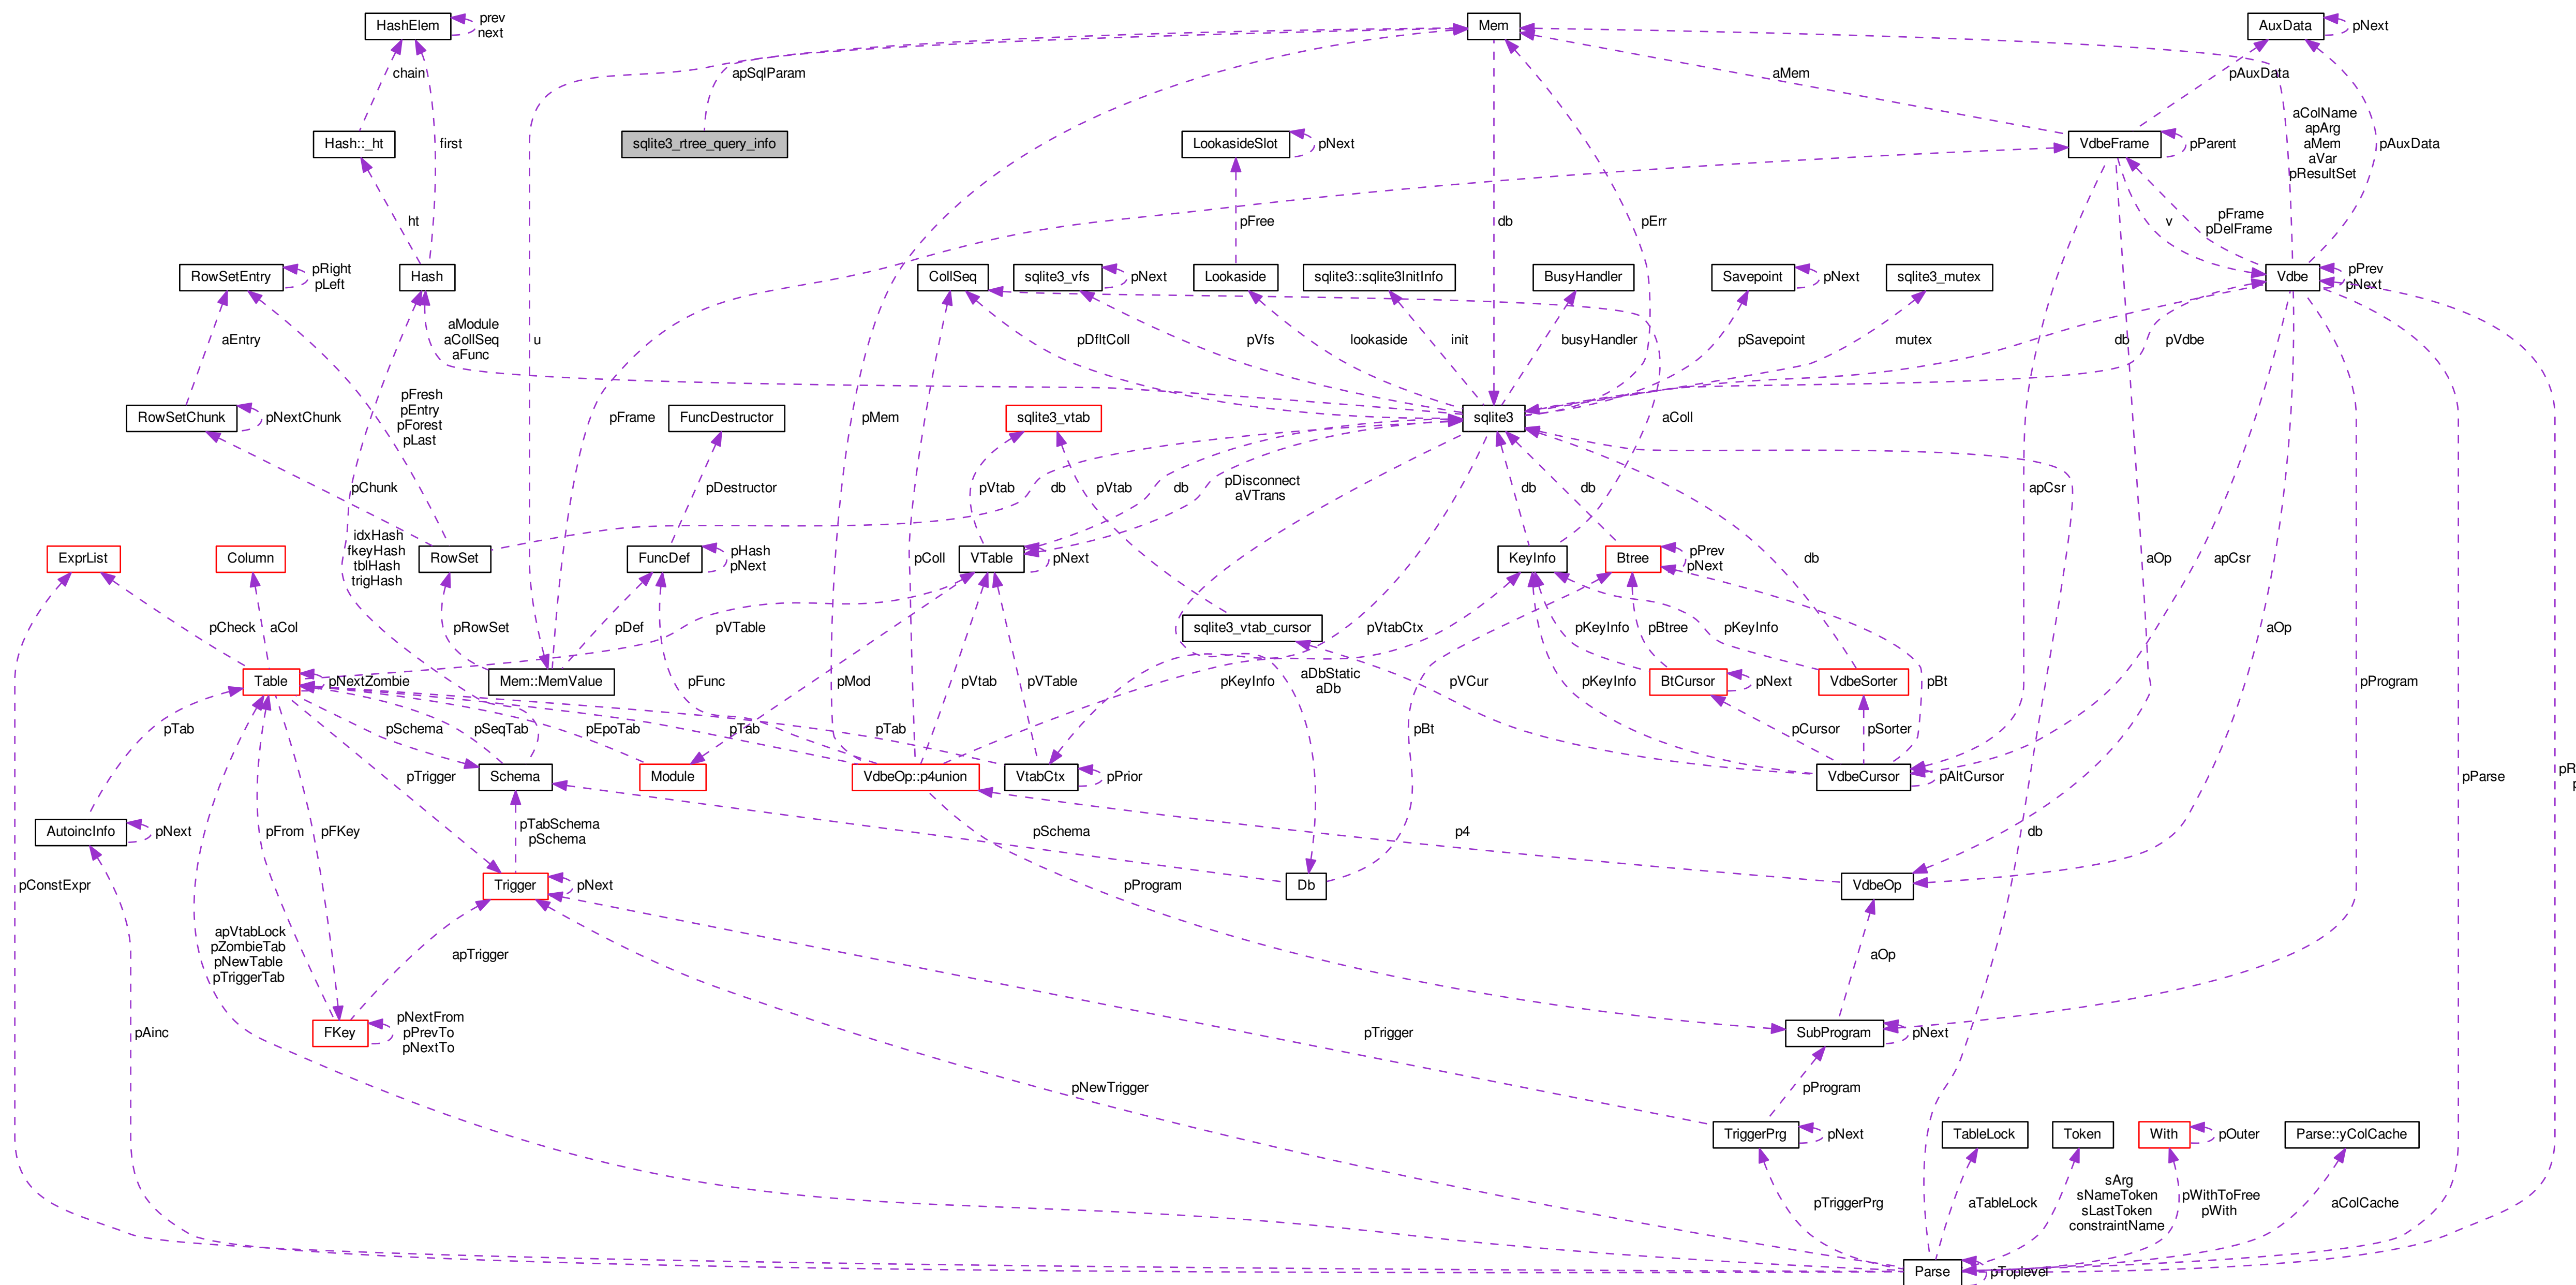 HashElem
prev
next
Mem
AuxData
pNext
chain
apSqlParam
aMem
pAuxData
Hash::_ht
first
sqlite3_rtree_query_info
LookasideSlot
pNext
VdbeFrame
pParent
aColName
apArg
aMem
aVar
pResultSet
pAuxData
ht
pFree
db
pErr
v
pFrame
pDelFrame
RowSetEntry
pRight
pLeft
Hash
CollSeq
sqlite3_vfs
pNext
Lookaside
sqlite3::sqlite3InitInfo
BusyHandler
Savepoint
pNext
sqlite3_mutex
Vdbe
pPrev
pNext
aEntry
aModule
aCollSeq
aFunc
u
pDfltColl
pVfs
lookaside
init
busyHandler
pSavepoint
mutex
db
pVdbe
RowSetChunk
pNextChunk
pFresh
pEntry
pForest
pLast
pFrame
FuncDestructor
pMem
sqlite3_vtab
sqlite3
aColl
pChunk
db
pDestructor
pVtab
pVtab
db
pDisconnect
aVTrans
db
db
apCsr
ExprList
Column
idxHash
fkeyHash
tblHash
trigHash
RowSet
FuncDef
pHash
pNext
pColl
VTable
pNext
KeyInfo
Btree
pPrev
pNext
db
aOp
apCsr
pCheck
aCol
pRowSet
pDef
pVTable
sqlite3_vtab_cursor
pVtabCtx
pKeyInfo
pBtree
pKeyInfo
aOp
Table
pNextZombie
Mem::MemValue
pFunc
pMod
pVtab
pVTable
pKeyInfo
aDbStatic
aDb
pVCur
pKeyInfo
BtCursor
pNext
VdbeSorter
pBt
pProgram
pTab
pSchema
pSeqTab
pEpoTab
pTab
pTab
pBt
pCursor
pSorter
pTrigger
Schema
Module
VdbeOp::p4union
VtabCtx
pPrior
VdbeCursor
pAltCursor
pParse
AutoincInfo
pNext
pFrom
pFKey
pTabSchema
pSchema
pSchema
p4
db
pConstExpr
Trigger
pNext
pProgram
Db
VdbeOp
apVtabLock
pZombieTab
pNewTable
pTriggerTab
apTrigger
aOp
pAinc
FKey
pNextFrom
pPrevTo
pNextTo
pTrigger
SubProgram
pNext
pNewTrigger
pProgram
TriggerPrg
pNext
TableLock
Token
With
pOuter
Parse::yColCache
pTriggerPrg
aTableLock
sArg
sNameToken
sLastToken
constraintName
pWithToFree
pWith
aColCache
Parse
pToplevel